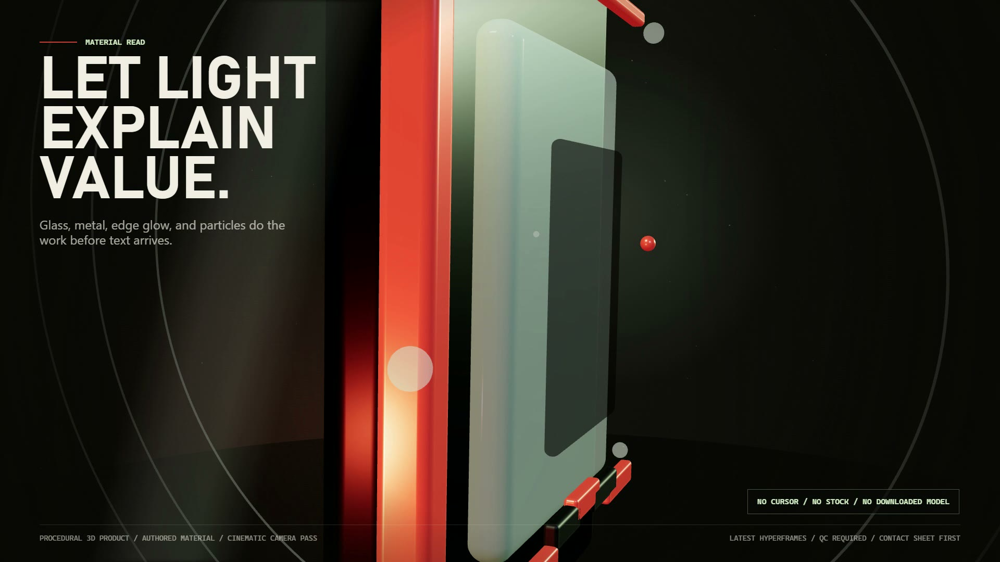 MATERIAL READ
LET LIGHT
EXPLAIN
VALUE.
Glass, metal, edge glow, and particles do the
work before text arrives.
NO CURSOR / NO STOCK / NO DOWNLOADED MODEL
PROCEDURAL 3D PRODUCT / AUTHORED MATERIAL / CINEMATIC CAMERA PASS
LATEST HYPERFRAMES / QC REQUIRED / CONTACT SHEET FIRST